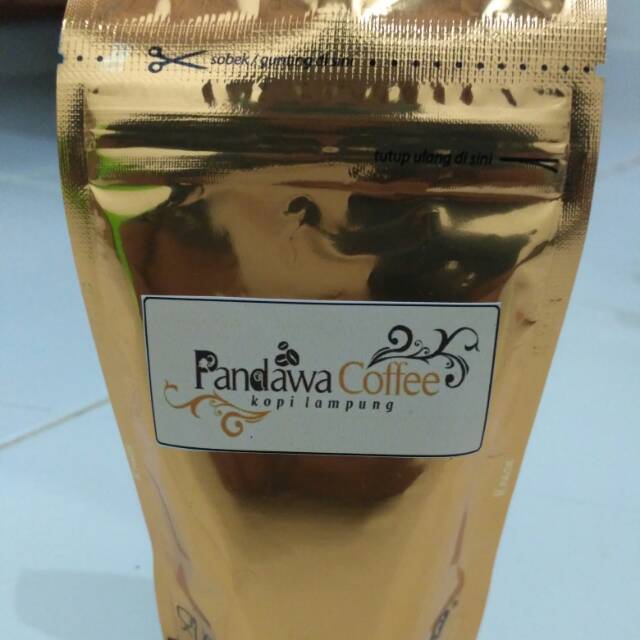 sobek / gunting di sini
tutup ulang di sini
Pandawa Coffee
kopi lampung